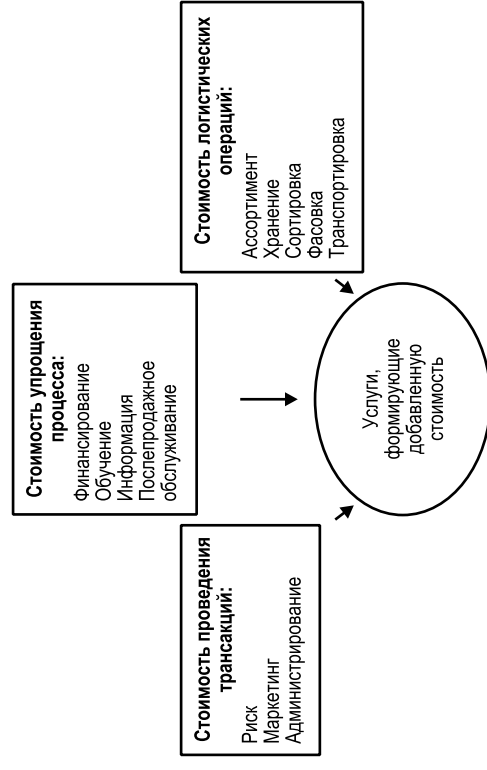 Стоимость проведения
трансакций:
Риск
Маркетинг
Администрирование
Стоимость упрощения
процесса:
Финансирование
Обучение
Информация
Послепродажное
обслуживание
Стоимость логистических
операций:
Ассортимент
Хранение
Сортировка
Фасовка
Транспортировка
Услуги,
формирующие
добавленную
стоимость